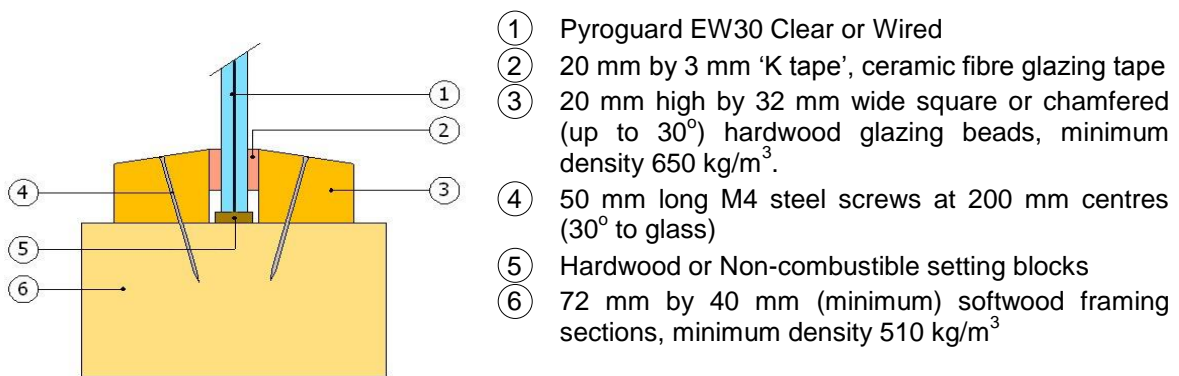 1 Pyroguard EW30 Clear or Wired
2 20 mm by 3 mm ‘K tape’, ceramic fibre glazing tape
3 20 mm high by 32 mm wide square or chamfered
(up to 30°) hardwood glazing beads, minimum
density 650 kg/m³.
4 50 mm long M4 steel screws at 200 mm centres
(30° to glass)
5 Hardwood or Non-combustible setting blocks
6 72 mm by 40 mm (minimum) softwood framing
sections, minimum density 510 kg/m³
1
2
4
3
5
6